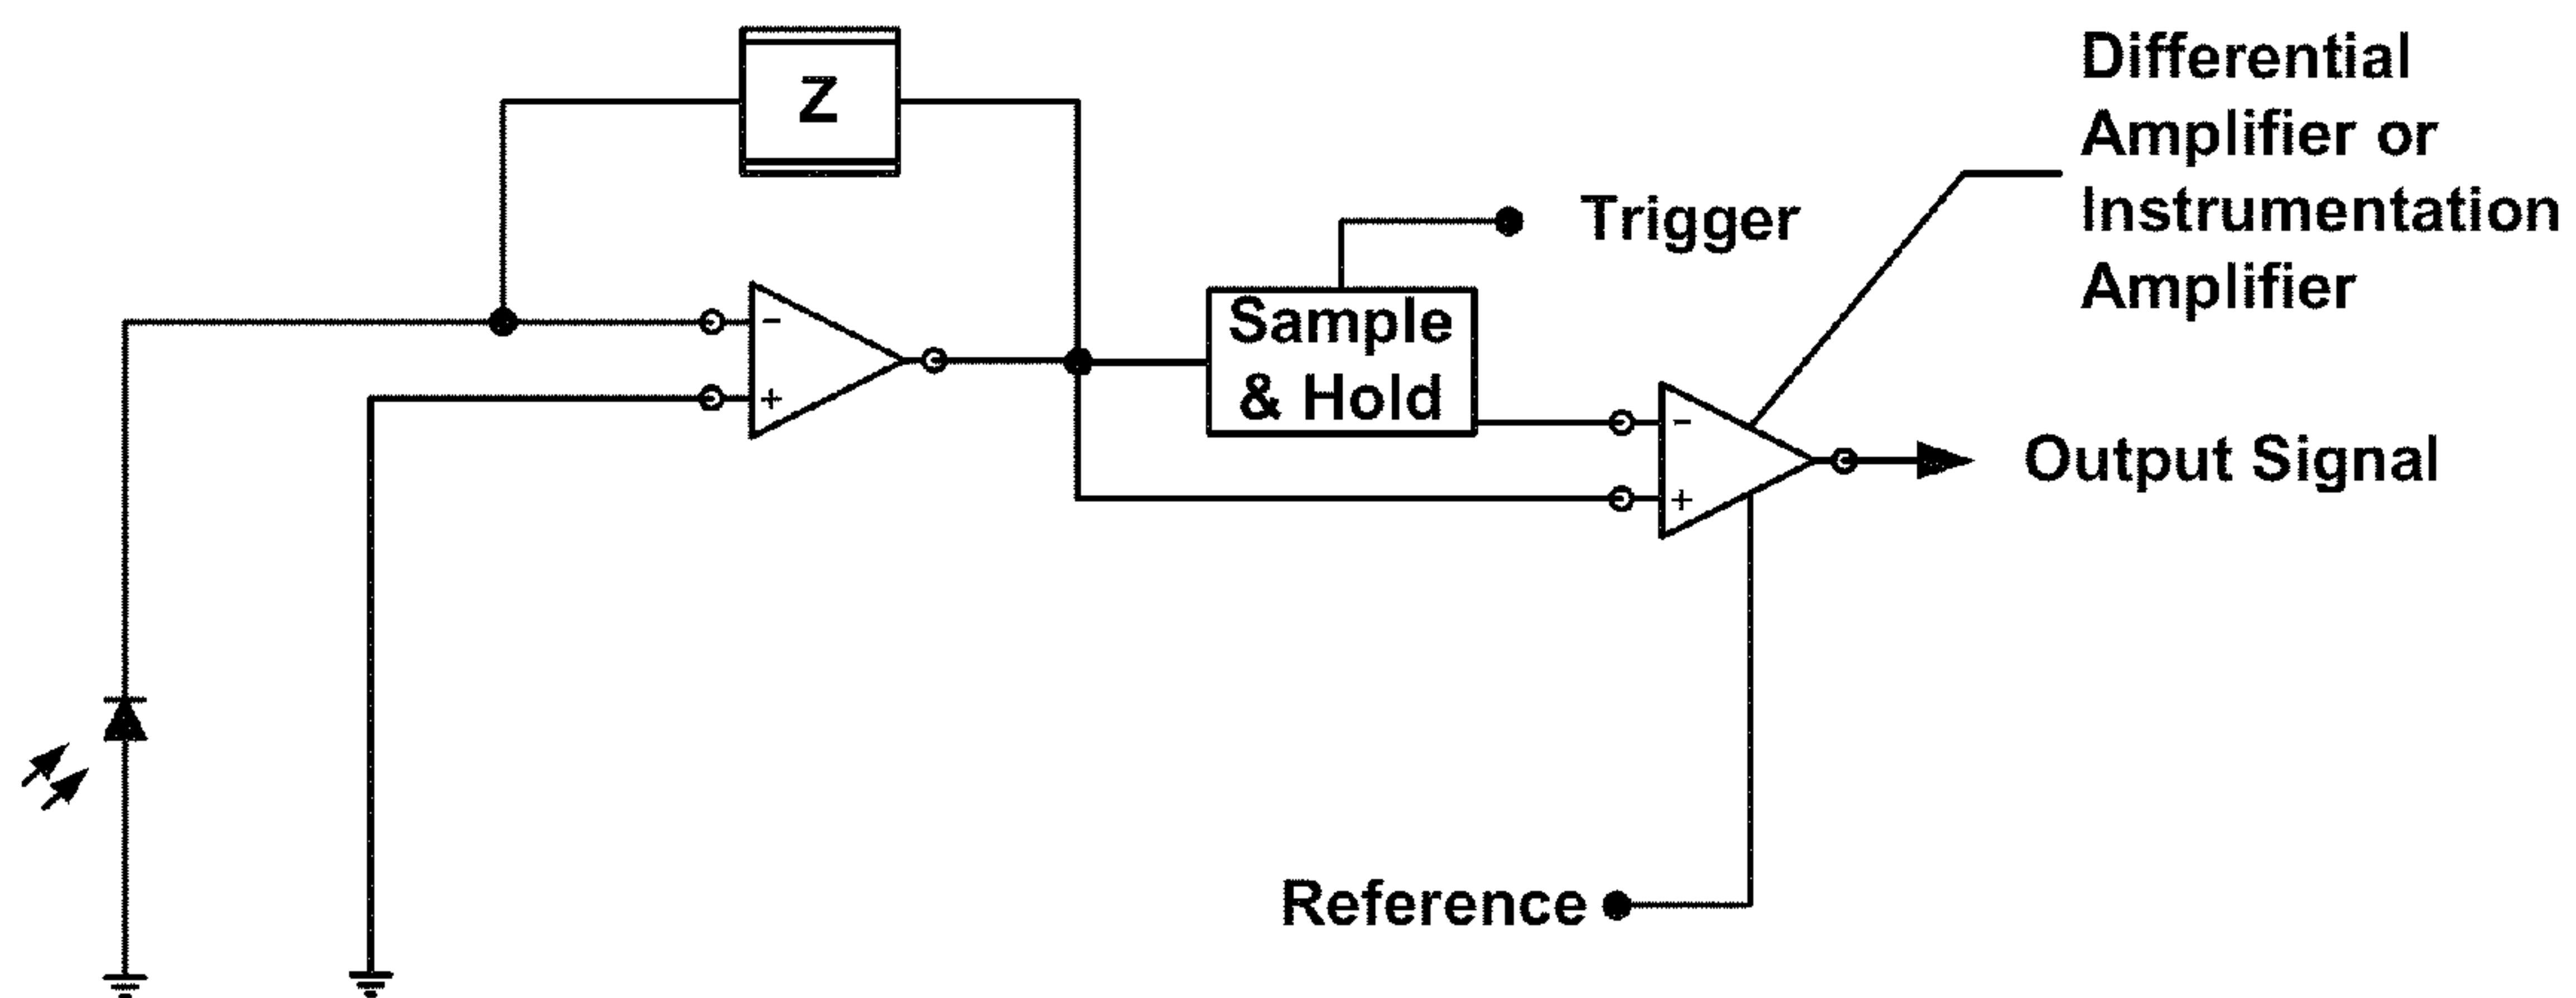 Differential
Amplifier or
Instrumentation
Amplifier
Z
Trigger
Sample
& Hold
-
+
-
+
Output Signal
Reference